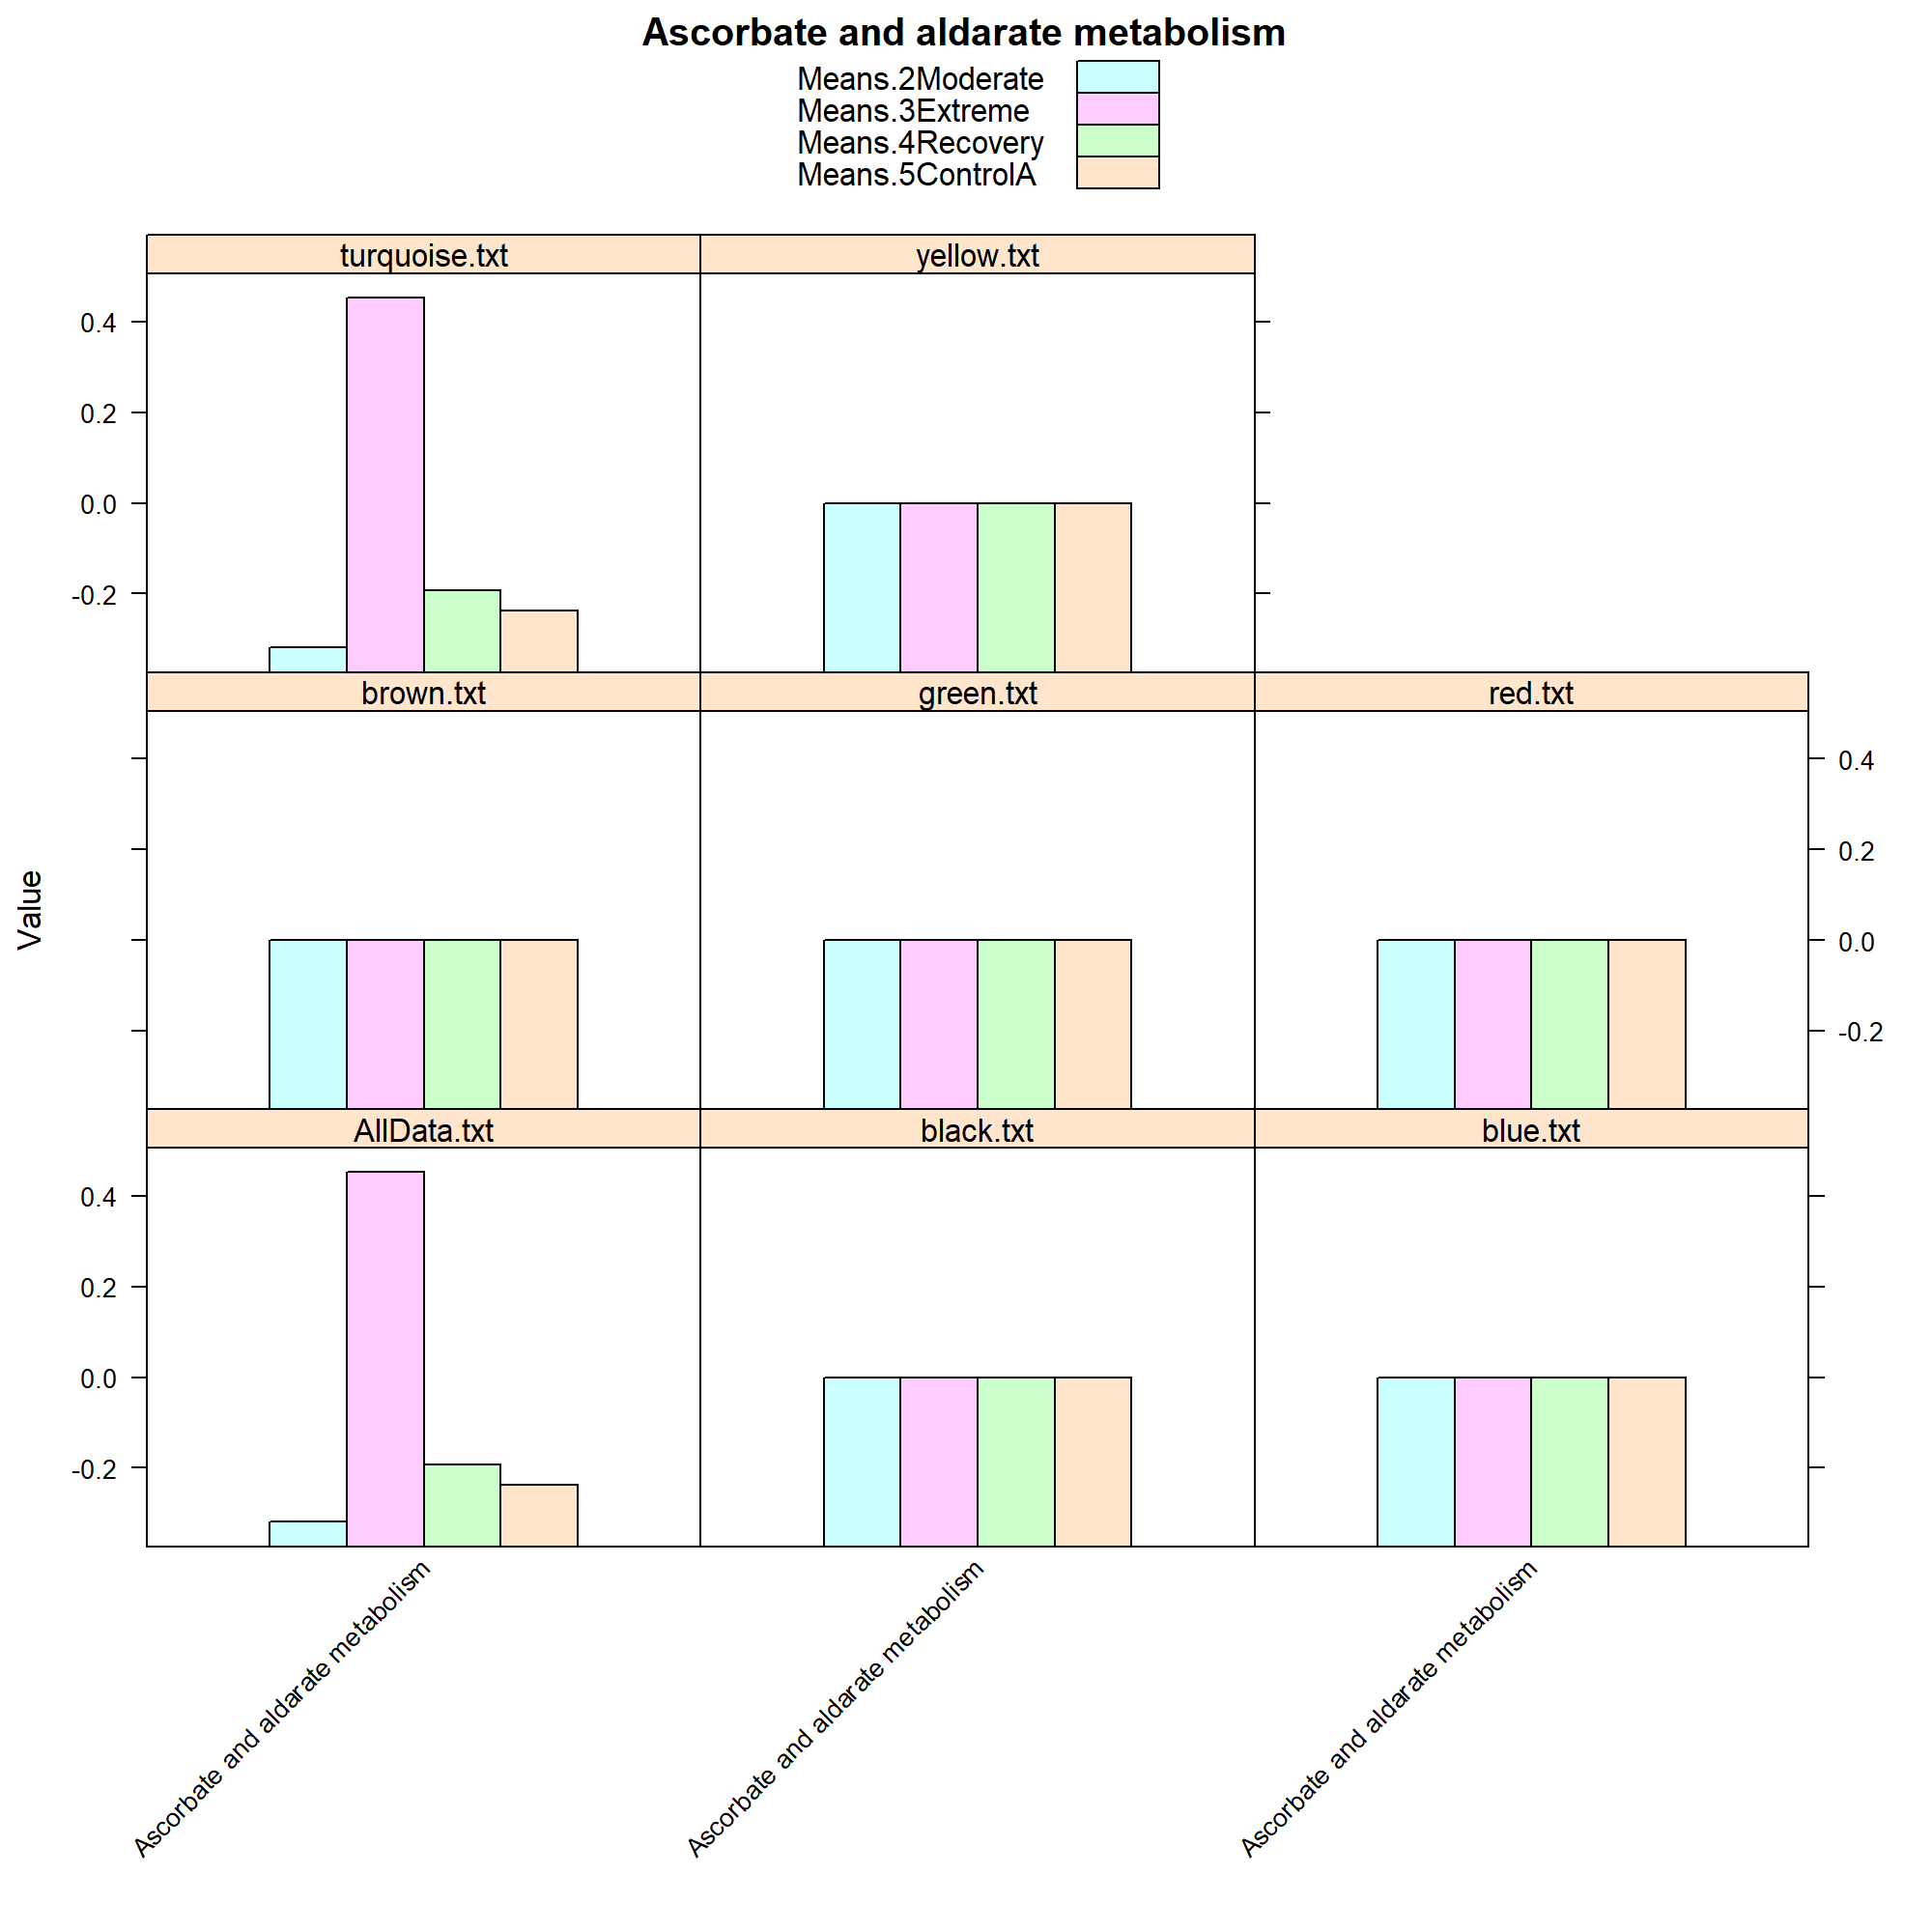 Ascorbate and aldarate metabolism
Means.2Moderate
Means.3Extreme
Means.4Recovery
Means.5ControlA
turquoise.txt
yellow.txt
0.4
0.2
0.0
-0.2
brown.txt
green.txt
red.txt
0.4
0.2
0.0
-0.2
Value
AllData.txt
black.txt
blue.txt
0.4
0.2
0.0
-0.2
Ascorbate and aldarate metabolism
Ascorbate and aldarate metabolism
Ascorbate and aldarate metabolism